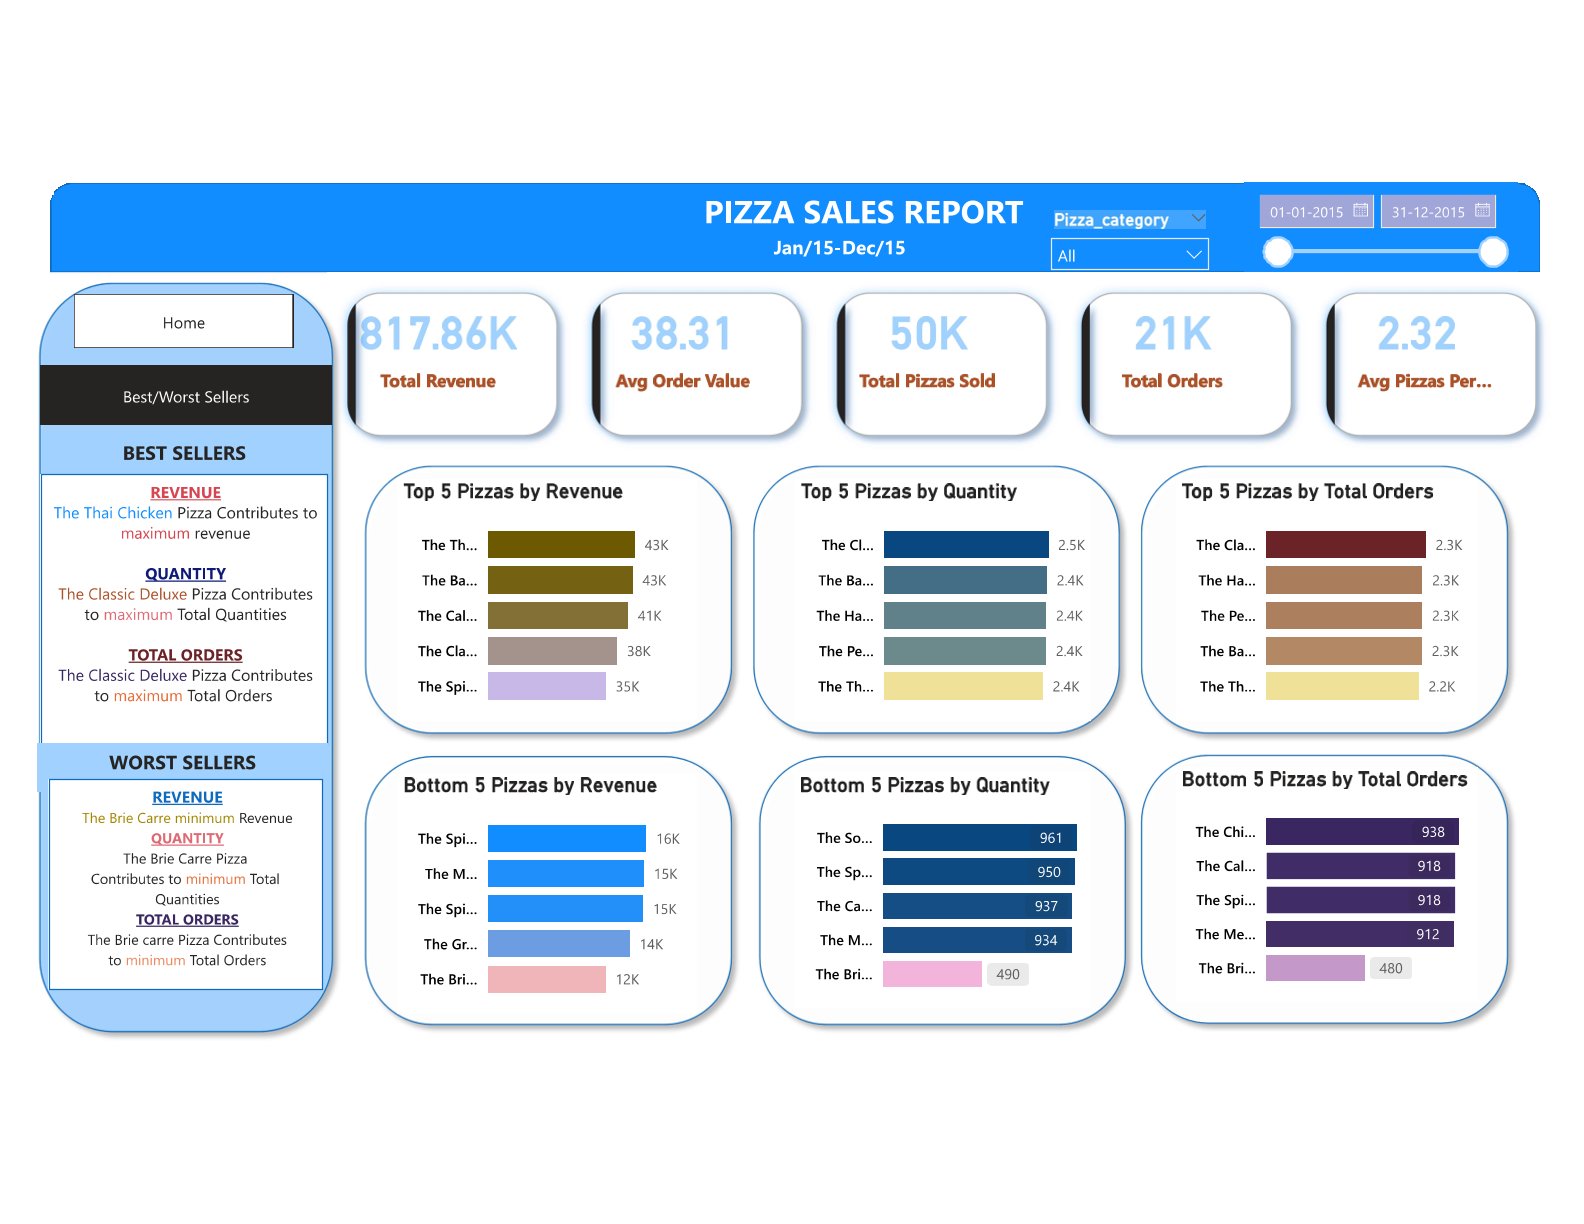 PIZZA SALES REPORT
Jan/15-Dec/15
Pizza_category
All
01-01-2015
31-12-2015
Home
Best/Worst Sellers
BEST SELLERS
REVENUE
The Thai Chicken Pizza Contributes to
maximum revenue
QUANTITY
The Classic Deluxe Pizza Contributes
to maximum Total Quantities
TOTAL ORDERS
The Classic Deluxe Pizza Contributes
to maximum Total Orders
WORST SELLERS
REVENUE
The Brie Carre minimum Revenue
QUANTITY
The Brie Carre Pizza
Contributes to minimum Total
Quantities
TOTAL ORDERS
The Brie carre Pizza Contributes
to minimum Total Orders
817.86K
Total Revenue
38.31
Avg Order Value
50K
Total Pizzas Sold
21K
Total Orders
2.32
Avg Pizzas Per...
Top 5 Pizzas by Revenue
The Th... 43K
The Ba... 43K
The Cal... 41K
The Cla... 38K
The Spi... 35K
Top 5 Pizzas by Quantity
The Cl... 2.5K
The Ba... 2.4K
The Ha... 2.4K
The Pe... 2.4K
The Th... 2.4K
Top 5 Pizzas by Total Orders
The Cla... 2.3K
The Ha... 2.3K
The Pe... 2.3K
The Ba... 2.3K
The Th... 2.2K
Bottom 5 Pizzas by Revenue
The Spi... 16K
The M... 15K
The Spi... 15K
The Gr... 14K
The Bri... 12K
Bottom 5 Pizzas by Quantity
The So... 961
The Sp... 950
The Ca... 937
The M... 934
The Bri... 490
Bottom 5 Pizzas by Total Orders
The Chi... 938
The Cal... 918
The Spi... 918
The Me... 912
The Bri... 480